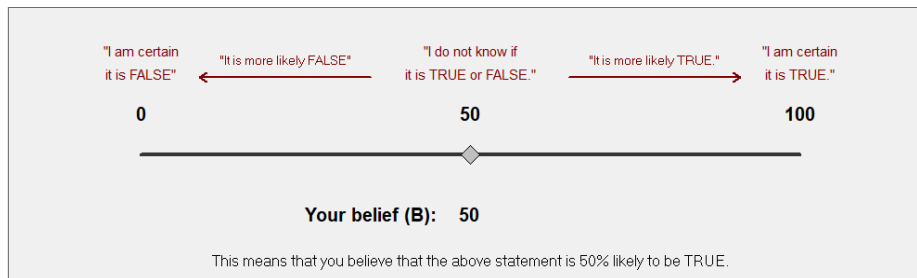 "I am certain
it is FALSE"
"It is more likely FALSE"
"I do not know if
it is TRUE or FALSE."
"It is more likely TRUE."
"I am certain
it is TRUE."
0
50
100
Your belief (B): 50
This means that you believe that the above statement is 50% likely to be TRUE.